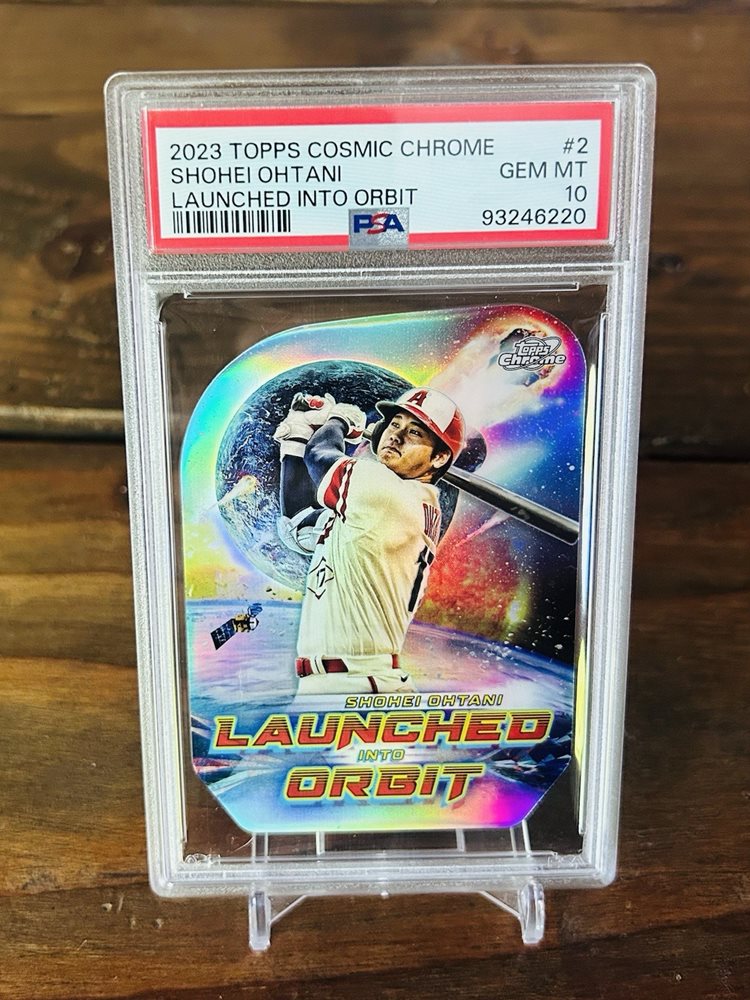 2023 TOPPS COSMIC CHROME #2
SHOHEI OHTANI GEM MT
LAUNCHED INTO ORBIT 10
PSA 93246220
Topps
Chrome
A
17
SHOHEI OHTANI
LAUNCHED
INTO
ORBIT